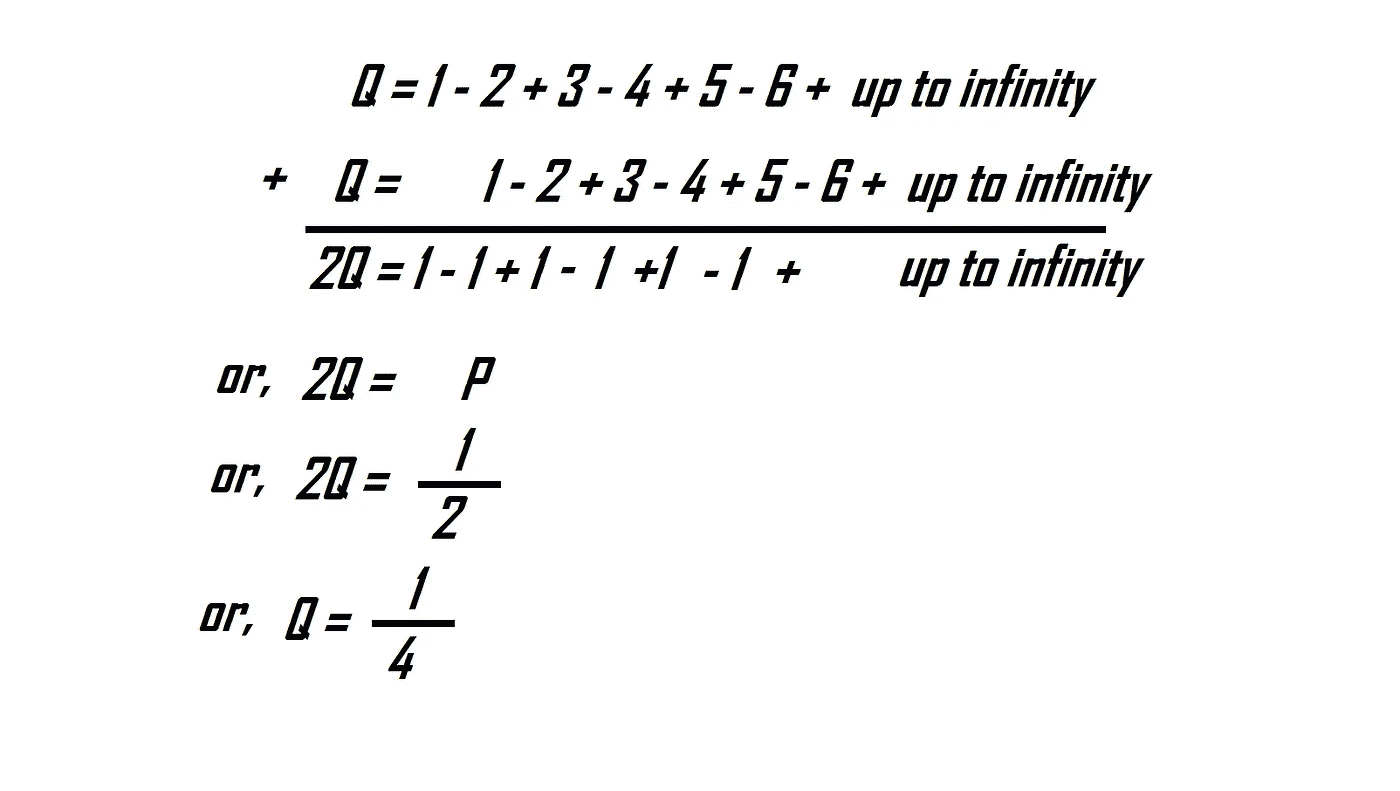 Q = 1 - 2 + 3 - 4 + 5 - 6 + up to infinity
+ Q = 1 - 2 + 3 - 4 + 5 - 6 + up to infinity
2Q = 1 - 1 + 1 - 1 +1 - 1 + up to infinity
or, 2Q = P
or, 2Q = 1
2
or, Q = 1
4